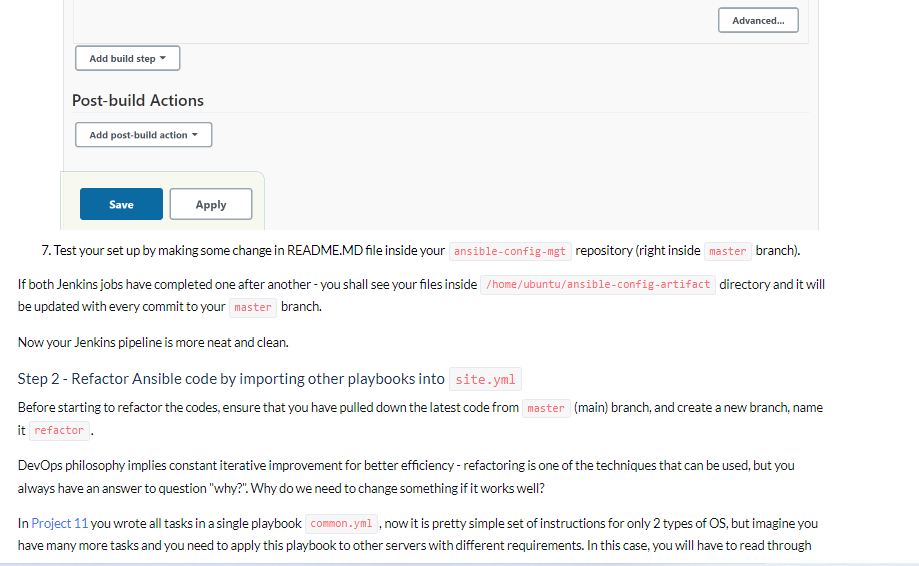 Advanced...
Add build step
Post-build Actions
Add post-build action
Save Apply
7. Test your set up by making some change in README.MD file inside your ansible-config-mgt repository (right inside master branch).
If both Jenkins jobs have completed one after another - you shall see your files inside /home/ubuntu/ansible-config-artifact directory and it will
be updated with every commit to your master branch.
Now your Jenkins pipeline is more neat and clean.
Step 2 - Refactor Ansible code by importing other playbooks into site.yml
Before starting to refactor the codes, ensure that you have pulled down the latest code from master (main) branch, and create a new branch, name
it refactor .
DevOps philosophy implies constant iterative improvement for better efficiency - refactoring is one of the techniques that can be used, but you
always have an answer to question "why?". Why do we need to change something if it works well?
In Project 11 you wrote all tasks in a single playbook common.yml , now it is pretty simple set of instructions for only 2 types of OS, but imagine you
have many more tasks and you need to apply this playbook to other servers with different requirements. In this case, you will have to read through